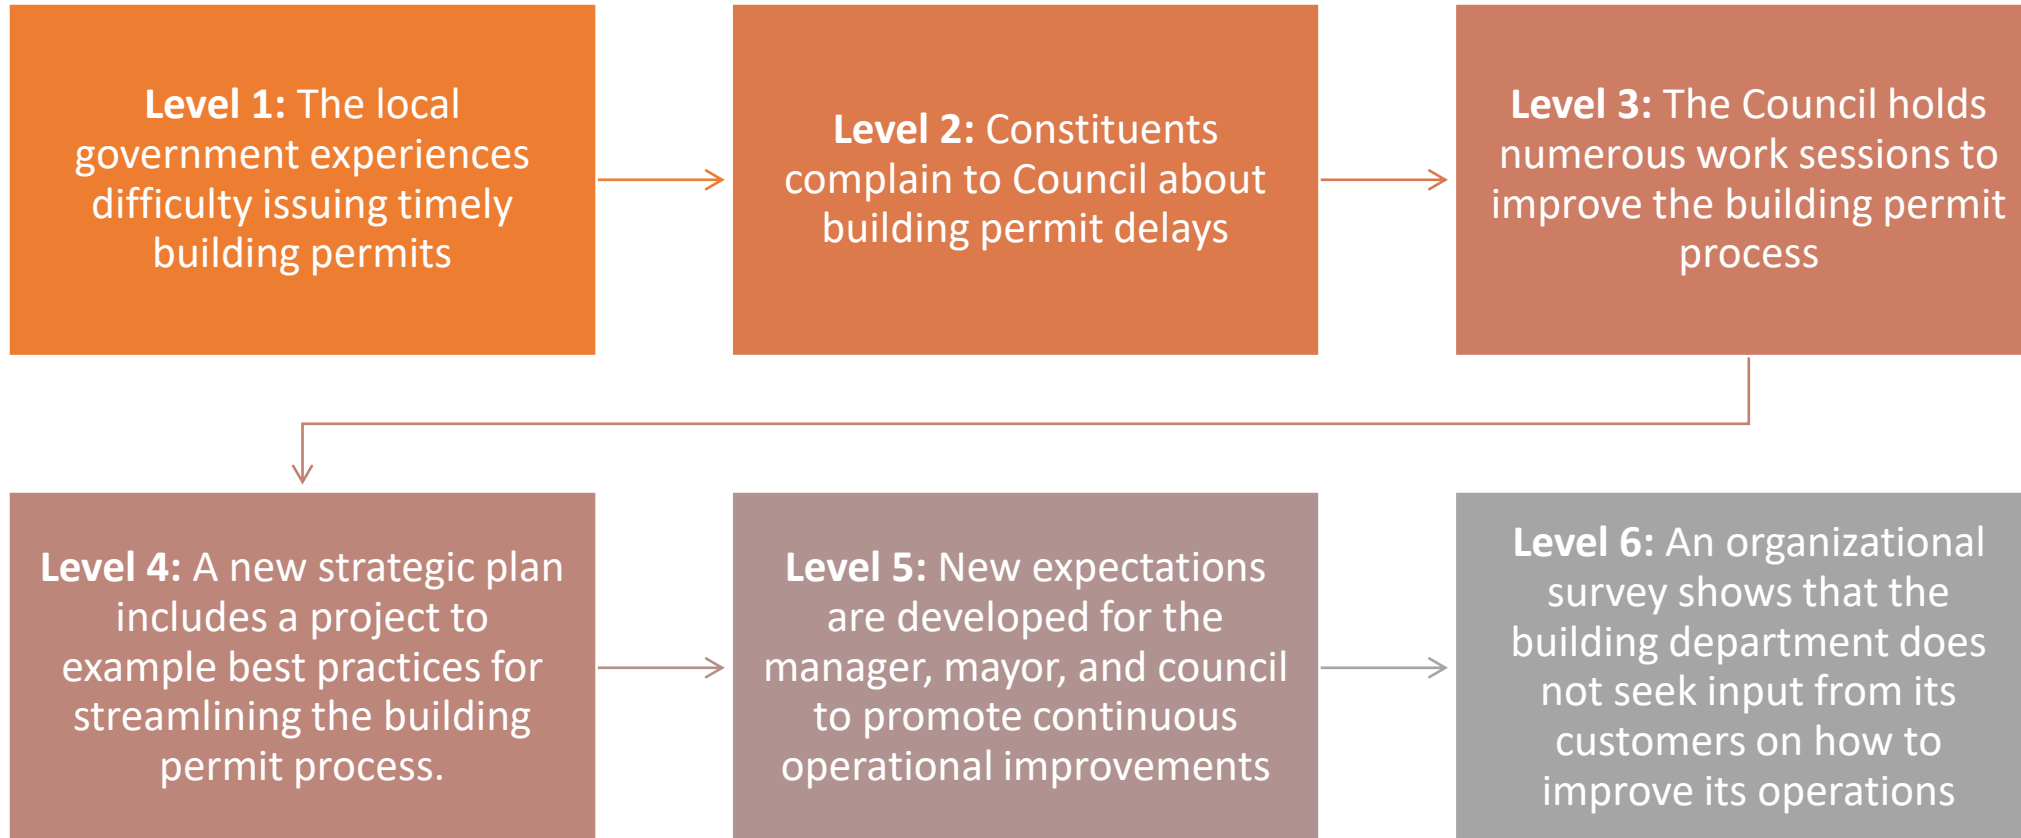 Level 1: The local
government experiences
difficulty issuing timely
building permits
Level 2: Constituents
complain to Council about
building permit delays
Level 3: The Council holds
numerous work sessions to
improve the building permit
process
Level 4: A new strategic plan
includes a project to
example best practices for
streamlining the building
permit process.
Level 5: New expectations
are developed for the
manager, mayor, and council
to promote continuous
operational improvements
Level 6: An organizational
survey shows that the
building department does
not seek input from its
customers on how to
improve its operations